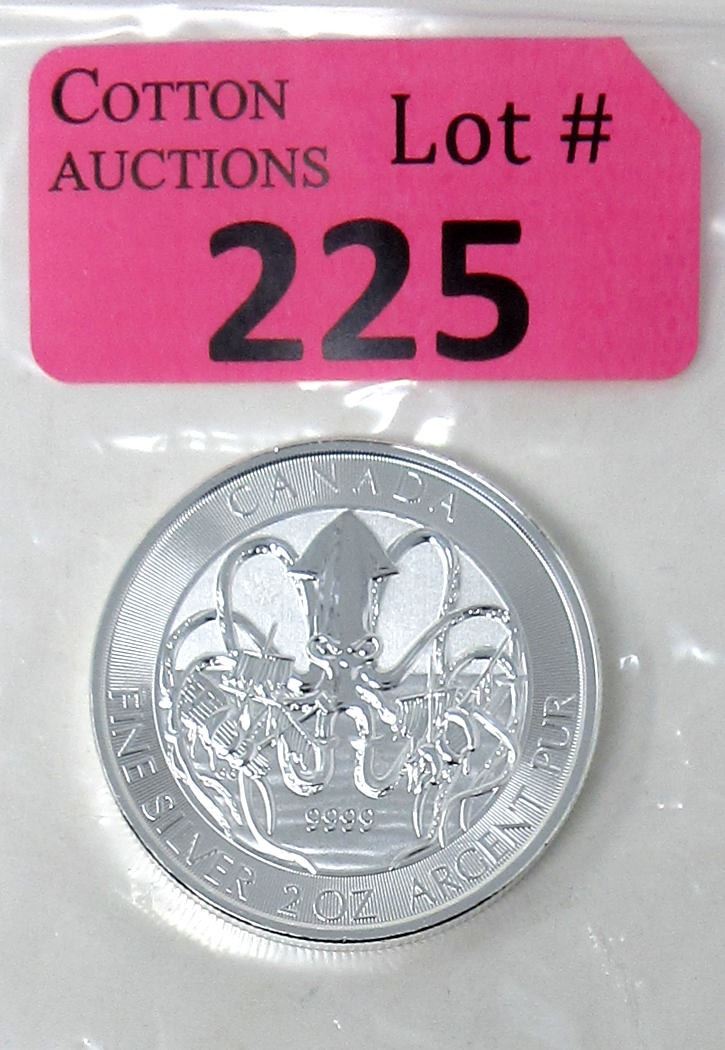 COTTON
AUCTIONS
Lot #
225
CANADA
9999
FINE SILVER 2 OZ ARGENT PUR